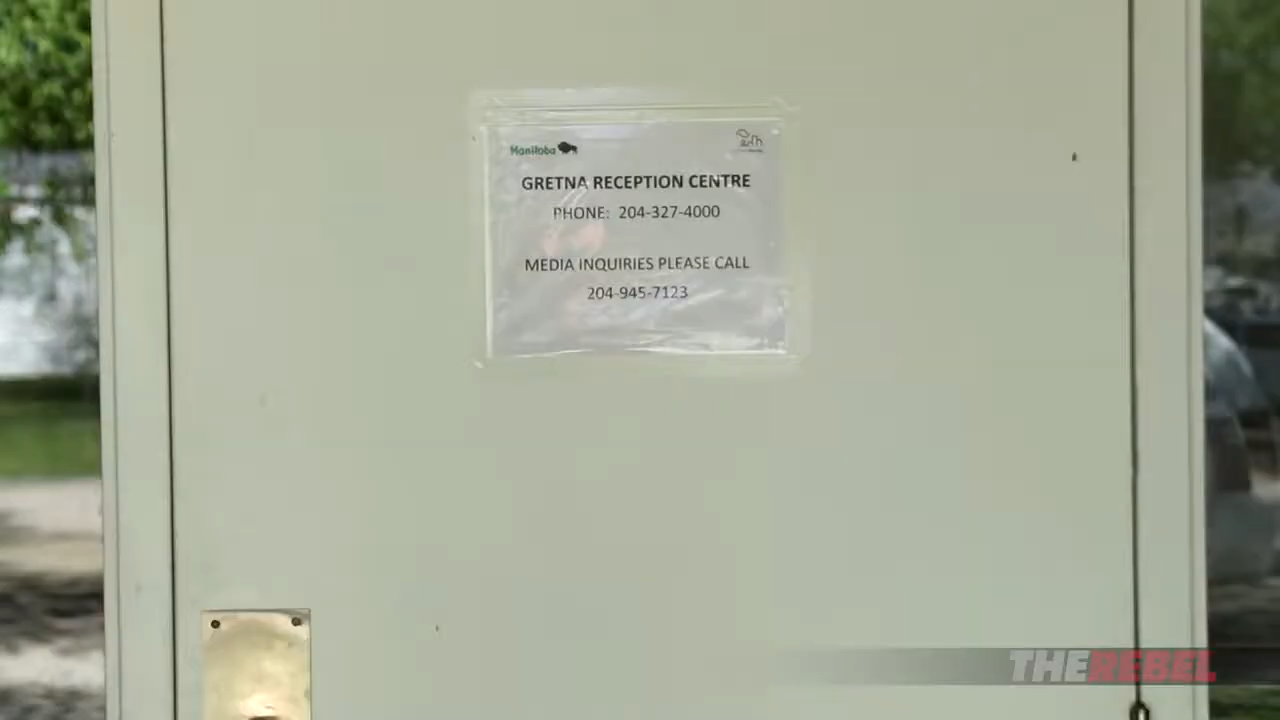 Manitoba
GRETNA RECEPTION CENTRE
PHONE: 204-327-4000
MEDIA INQUIRIES PLEASE CALL
204-945-7123
THEREBEL